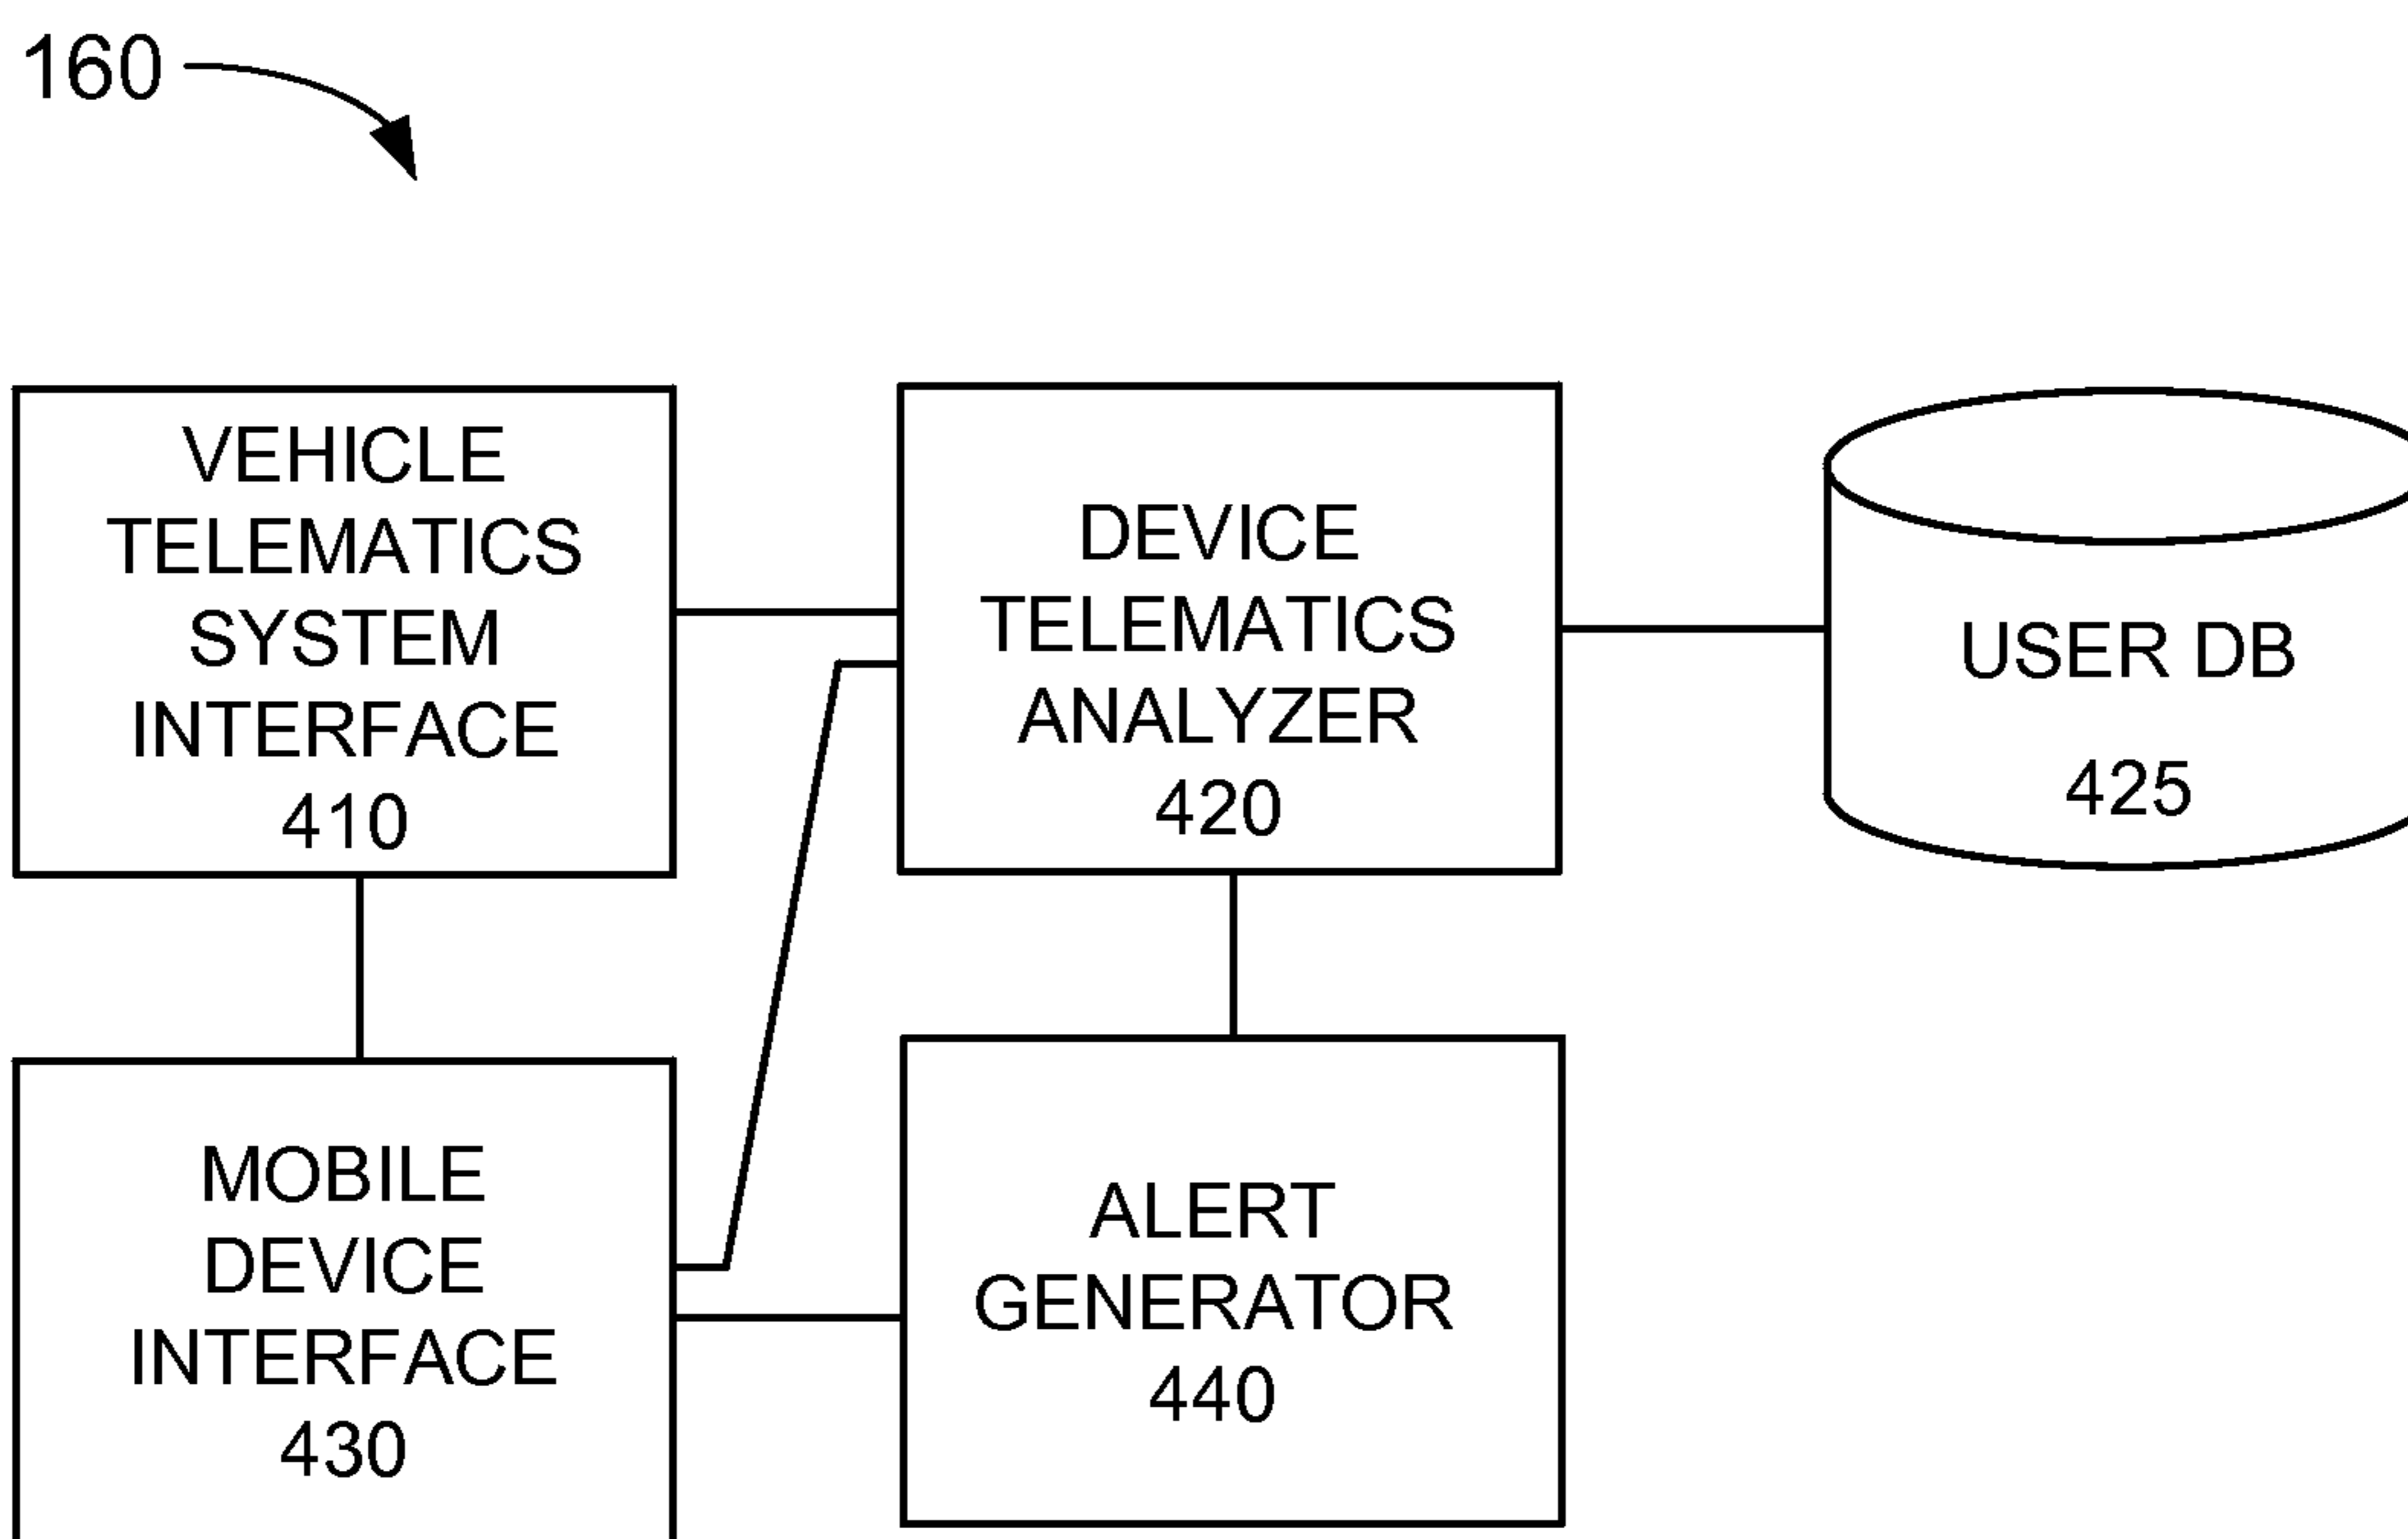 160
VEHICLE
TELEMATICS
SYSTEM
INTERFACE
410
DEVICE
TELEMATICS
ANALYZER
420
USER DB
425
MOBILE
DEVICE
INTERFACE
430
ALERT
GENERATOR
440